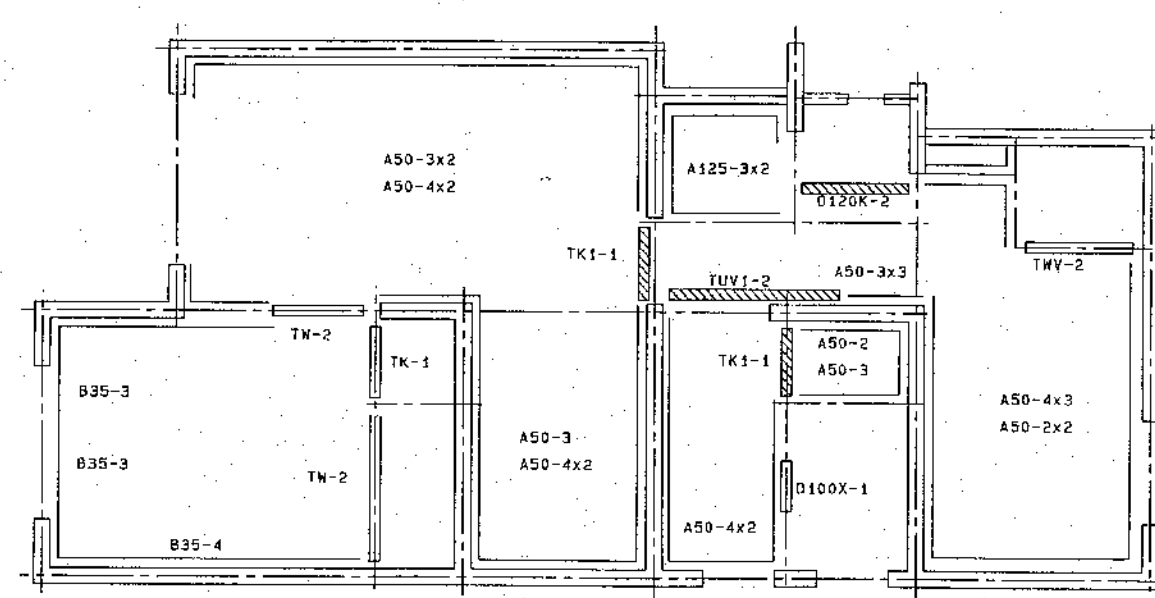 A50-3x2
A50-4x2
A125-3x2
O120K-2
TK1-1
TUV1-2
A50-3x3
TWV-2
TW-2
TK-1
TK1-1
A50-2
A50-3
B35-3
A50-4x3
A50-2x2
A50-3
A50-4x2
B35-3
TW-2
B100X-1
A50-4x2
B35-4